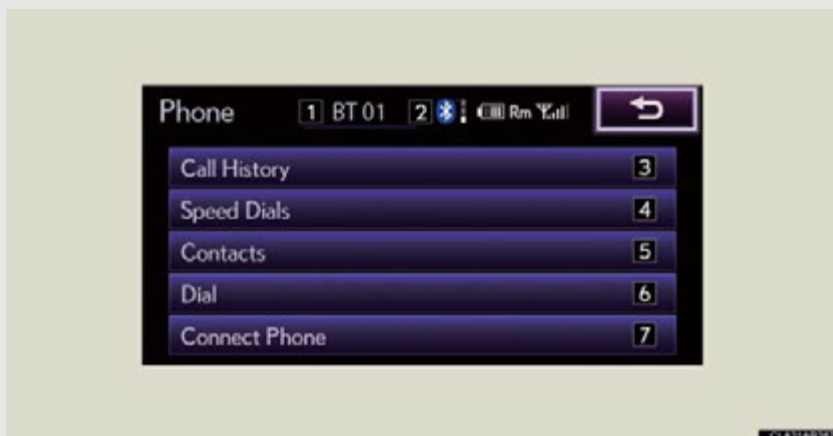 Phone 1 BT 01 2 Rm
Call History 3
Speed Dials 4
Contacts 5
Dial 6
Connect Phone 7